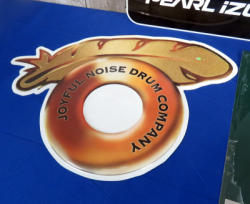 PEARL iZU
JOYFUL NOISE DRUM COMPANY